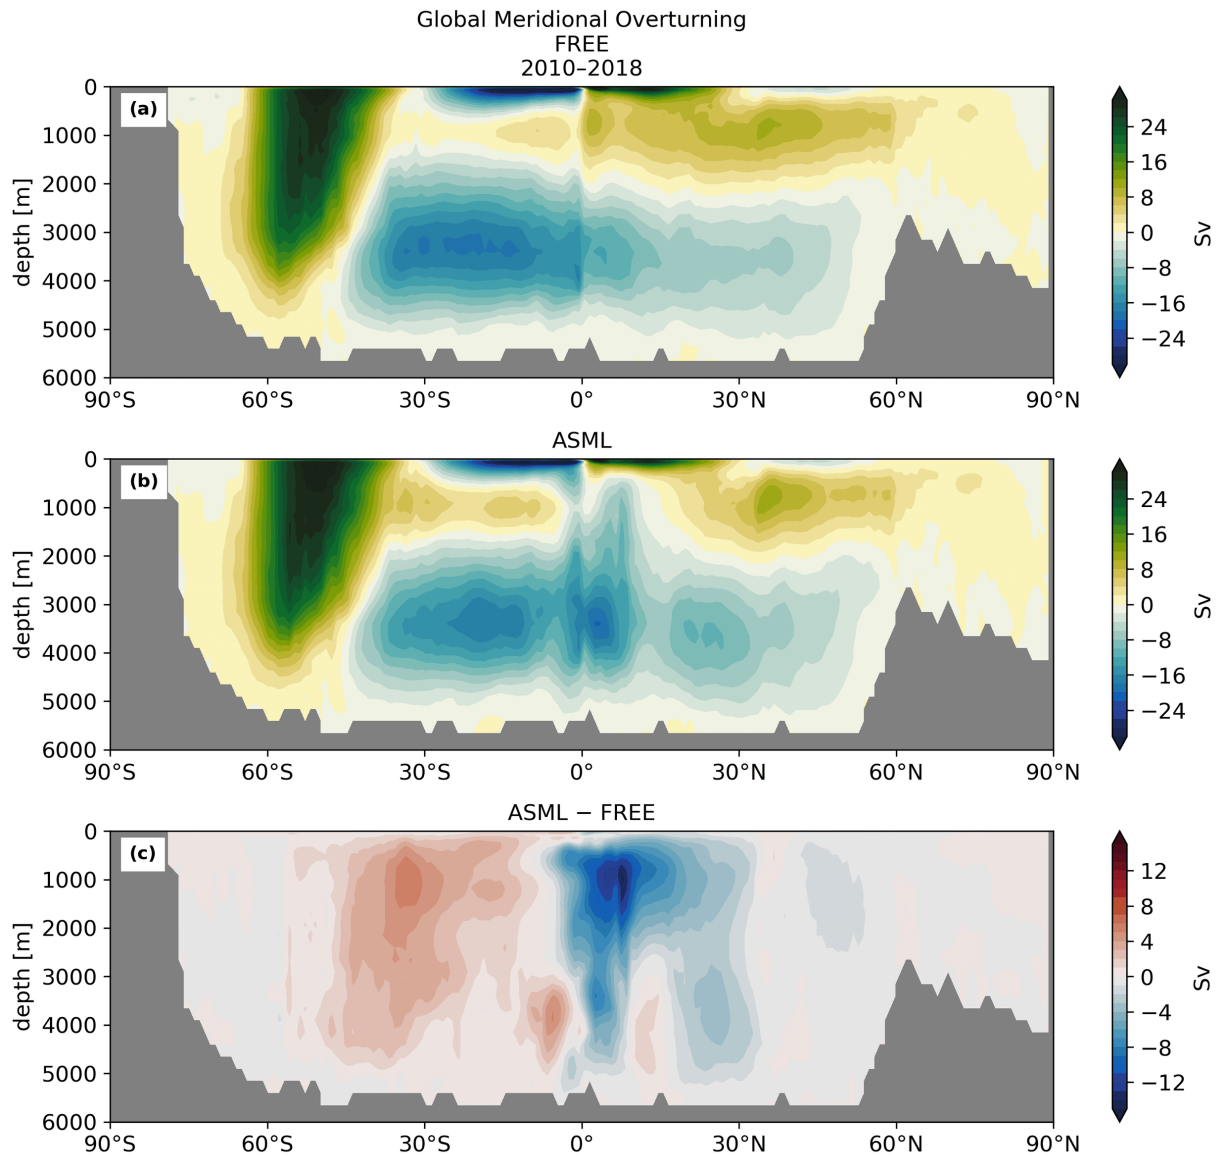 Global Meridional Overturning
FREE
2010–2018
(a)
depth [m]
0
1000
2000
3000
4000
5000
6000
90°S
60°S
30°S
0°
30°N
60°N
90°N
24
16
8
0
−8
−16
−24
Sv
ASML
(b)
depth [m]
0
1000
2000
3000
4000
5000
6000
90°S
60°S
30°S
0°
30°N
60°N
90°N
24
16
8
0
−8
−16
−24
Sv
ASML − FREE
(c)
depth [m]
0
1000
2000
3000
4000
5000
6000
90°S
60°S
30°S
0°
30°N
60°N
90°N
12
8
4
0
−4
−8
−12
Sv